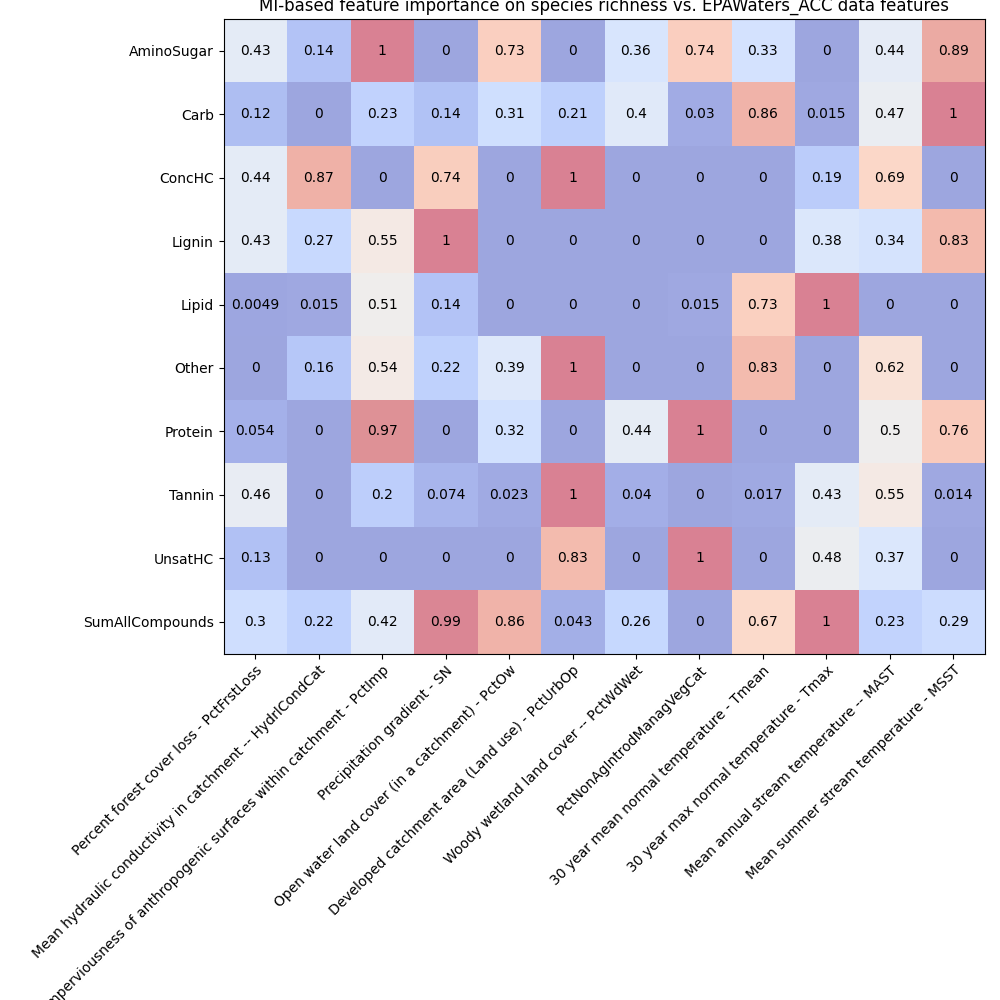 MI-based feature importance on species richness vs. EPAWaters_ACC data features
AminoSugar 0.43 0.14 1 0 0.73 0 0.36 0.74 0.33 0 0.44 0.89
Carb 0.12 0 0.23 0.14 0.31 0.21 0.4 0.03 0.86 0.015 0.47 1
ConcHC 0.44 0.87 0 0.74 0 1 0 0 0 0.19 0.69 0
Lignin 0.43 0.27 0.55 1 0 0 0 0 0 0.38 0.34 0.83
Lipid 0.0049 0.015 0.51 0.14 0 0 0 0.015 0.73 1 0 0
Other 0 0.16 0.54 0.22 0.39 1 0 0 0.83 0 0.62 0
Protein 0.054 0 0.97 0 0.32 0 0.44 1 0 0 0.5 0.76
Tannin 0.46 0 0.2 0.074 0.023 1 0.04 0 0.017 0.43 0.55 0.014
UnsatHC 0.13 0 0 0 0 0.83 0 1 0 0.48 0.37 0
SumAllCompounds 0.3 0.22 0.42 0.99 0.86 0.043 0.26 0 0.67 1 0.23 0.29
Percent forest cover loss - PctFrstLoss
Mean hydraulic conductivity in catchment -- HydrlCondCat
of anthropogenic surfaces within catchment - PctImp
Precipitation gradient - SN
Open water land cover (in a catchment) - PctOw
Developed catchment area (Land use) - PctUrbOp
Woody wetland land cover -- PctWdWet
PctNonAgIntrodManagVegCat
30 year mean normal temperature - Tmean
30 year max normal temperature - Tmax
Mean annual stream temperature -- MAST
Mean summer stream temperature - MSST